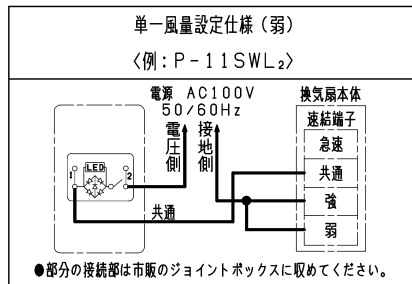 単一風量設定仕様（弱）
〈例：P-11SWL₂〉
電源 AC100V
50/60Hz
電圧側
接地側
換気扇本体
速結端子
急速
共通
強
弱
LED
1
2
共通
●部分の接続部は市販のジョイントボックスに収めてください。